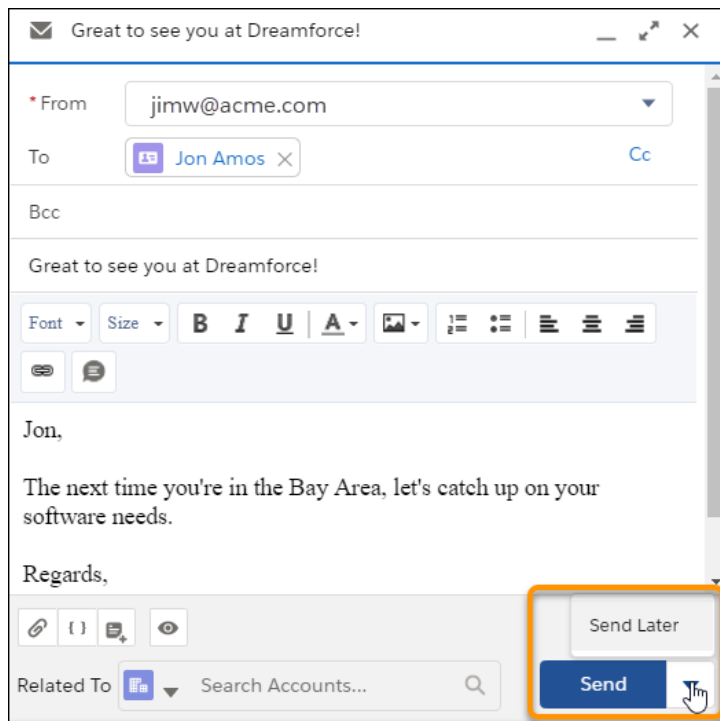 Great to see you at Dreamforce!
* From jimw@acme.com
To Jon Amos Cc
Bcc
Great to see you at Dreamforce!
Font Size B I U A
Jon,
The next time you're in the Bay Area, let's catch up on your
software needs.
Regards,
{ } Send Later
Related To Search Accounts... Send